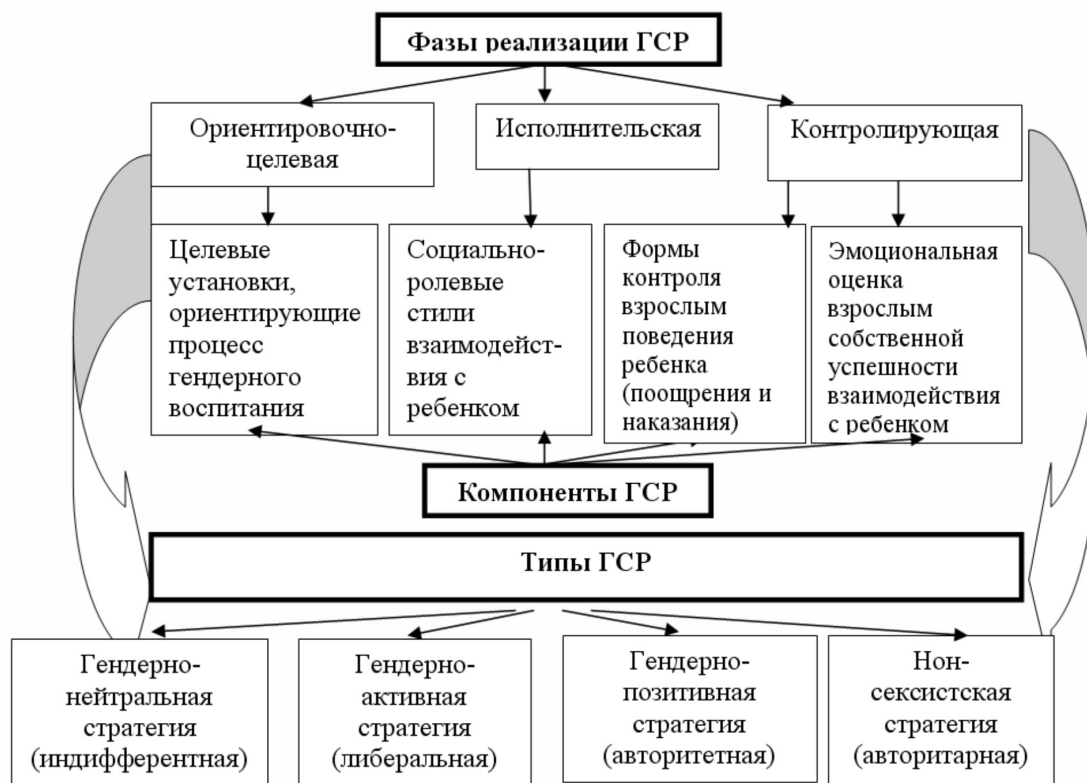 Фазы реализации ГСР
Ориентировочно-
целевая
Исполнительская
Контролирующая
Целевые
установки,
ориентирующие
процесс
гендерного
воспитания
Социально-
ролевые
стили
взаимодейст-
вия с
ребенком
Формы
контроля
взрослым
поведения
ребенка
(поощрения и
наказания)
Эмоциональная
оценка
взрослым
собственной
успешности
взаимодействия
с ребенком
Компоненты ГСР
Типы ГСР
Гендерно-
нейтральная
стратегия
(индифферентная)
Гендерно-
активная
стратегия
(либеральная)
Гендерно-
позитивная
стратегия
(авторитетная)
Нон-
сексистская
стратегия
(авторитарная)